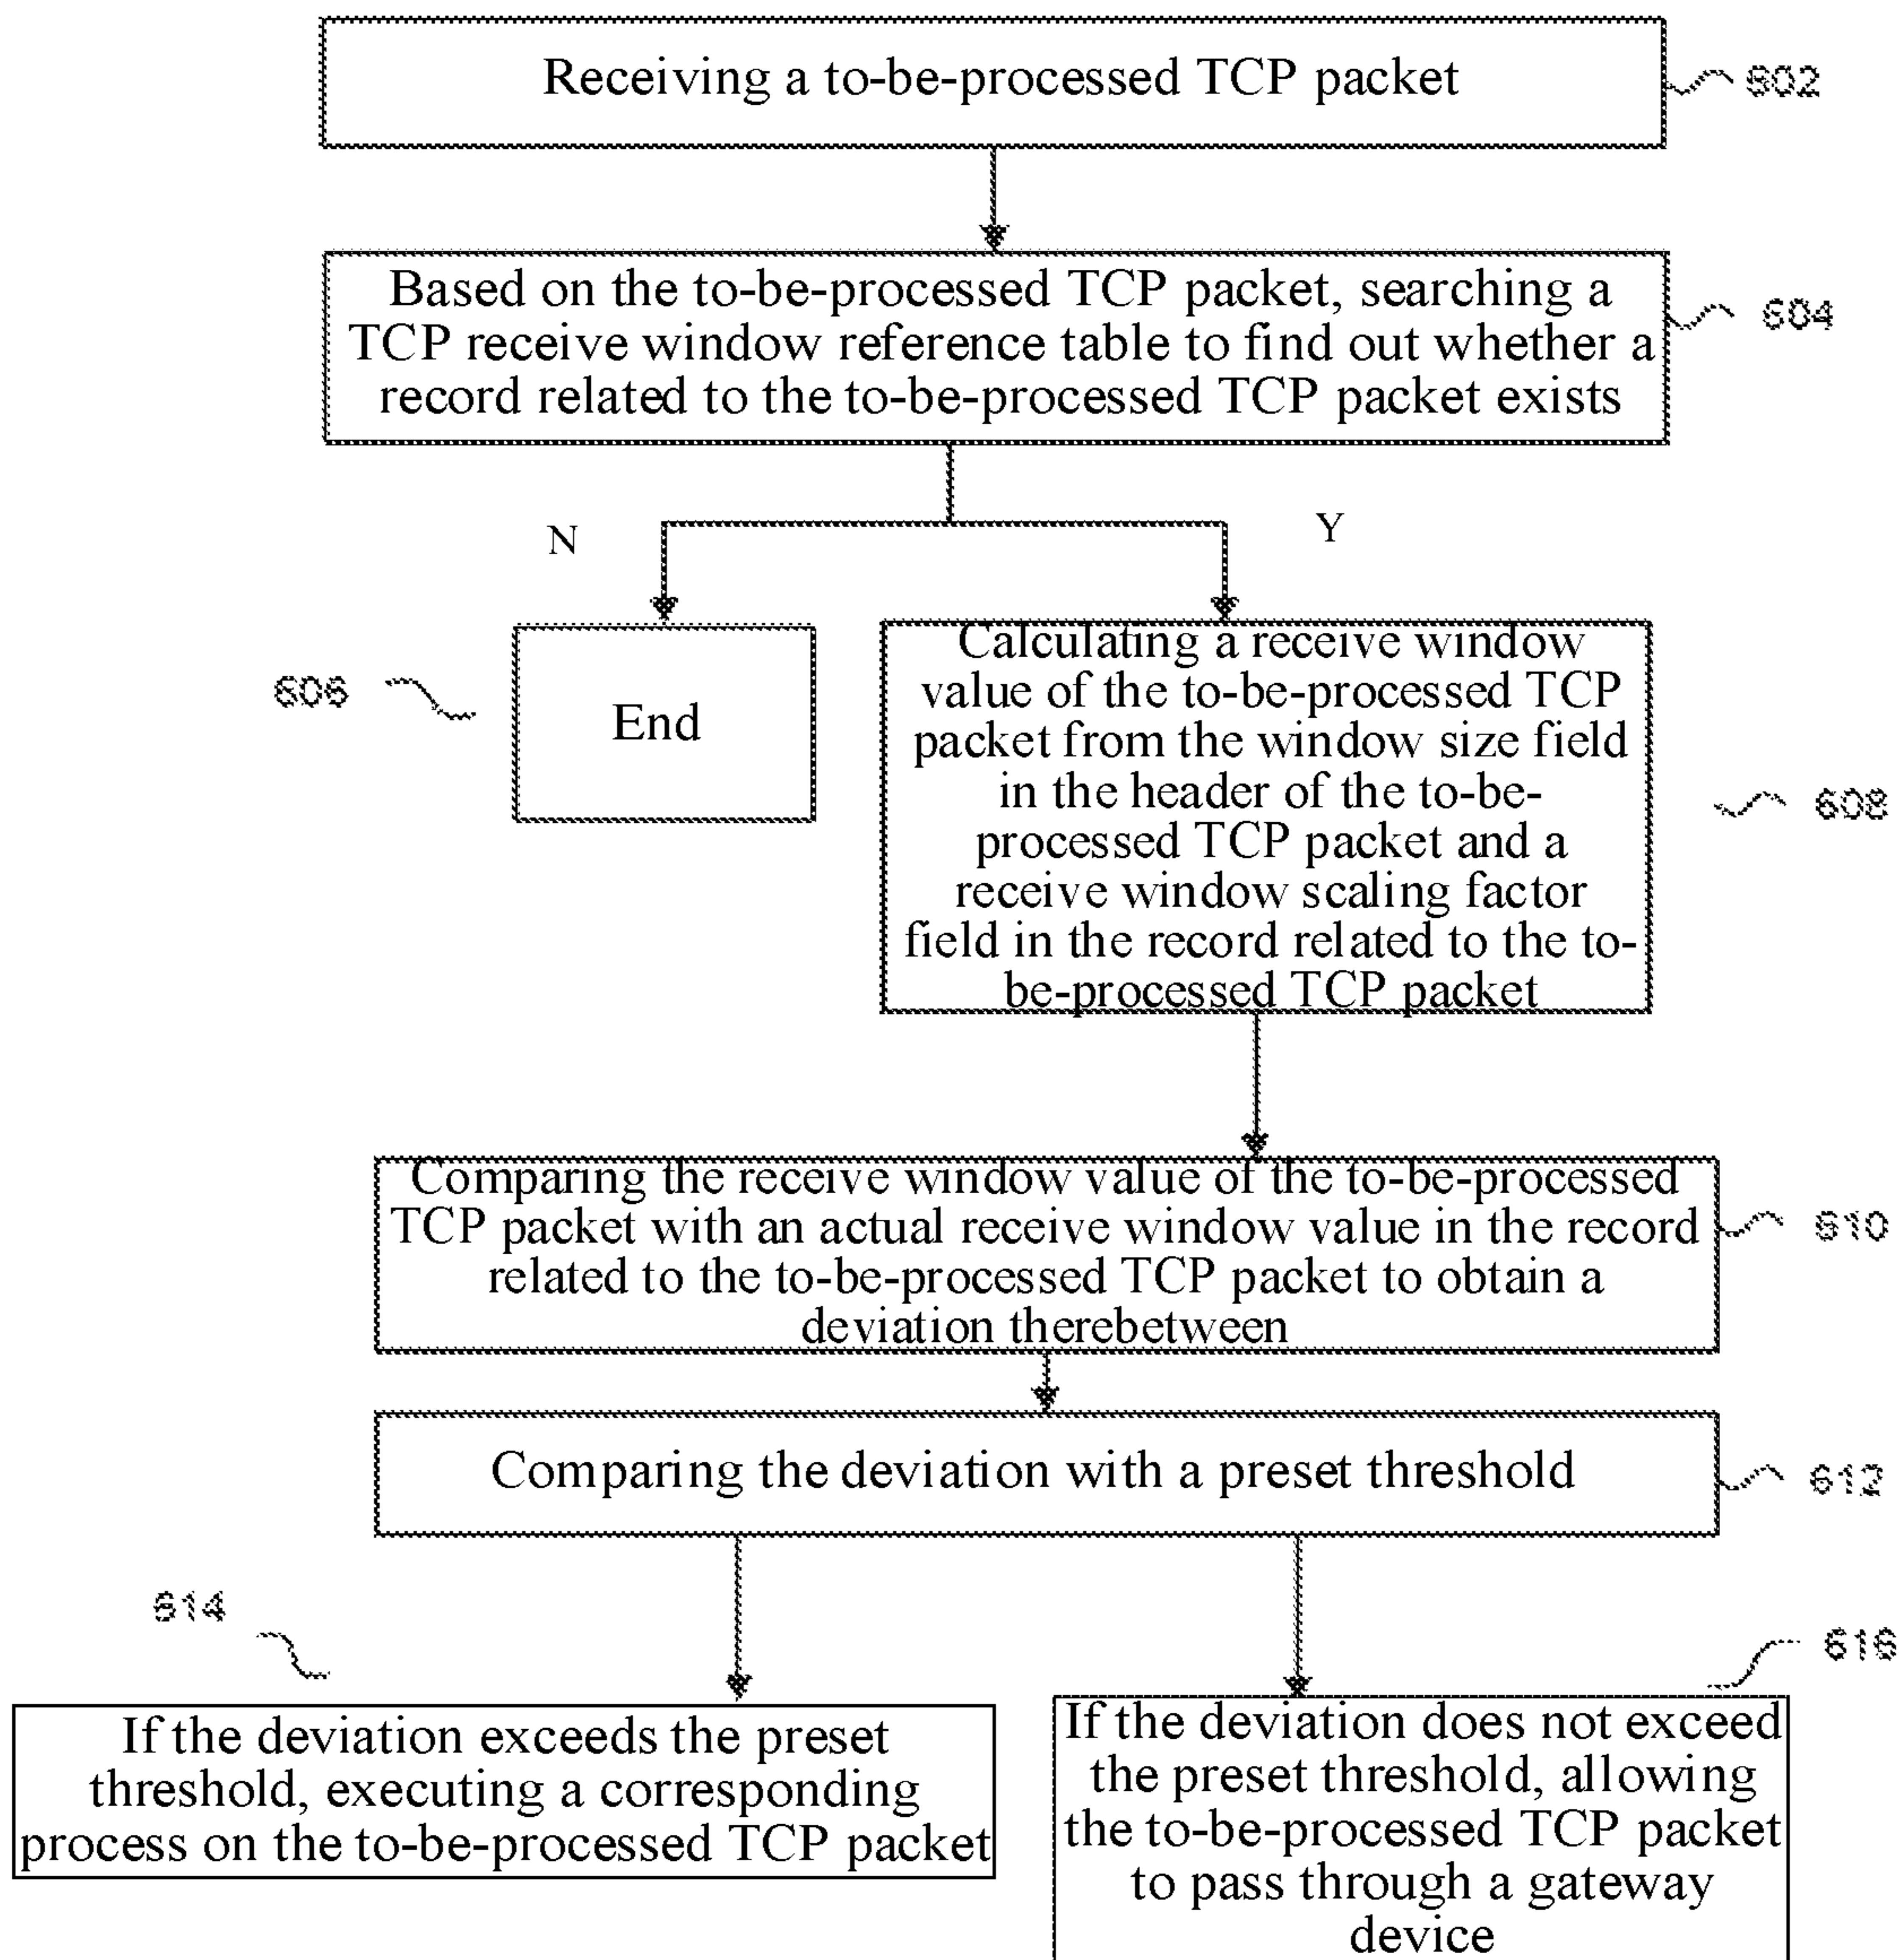 Receiving a to-be-processed TCP packet
602
Based on the to-be-processed TCP packet, searching a
TCP receive window reference table to find out whether a
record related to the to-be-processed TCP packet exists
604
N
Y
606
End
Calculating a receive window
value of the to-be-processed TCP
packet from the window size field
in the header of the to-be-
processed TCP packet and a
receive window scaling factor
field in the record related to the to-
be-processed TCP packet
608
Comparing the receive window value of the to-be-processed
TCP packet with an actual receive window value in the record
related to the to-be-processed TCP packet to obtain a
deviation therebetween
610
Comparing the deviation with a preset threshold
612
614
616
If the deviation exceeds the preset
threshold, executing a corresponding
process on the to-be-processed TCP packet
If the deviation does not exceed
the preset threshold, allowing
the to-be-processed TCP packet
to pass through a gateway
device